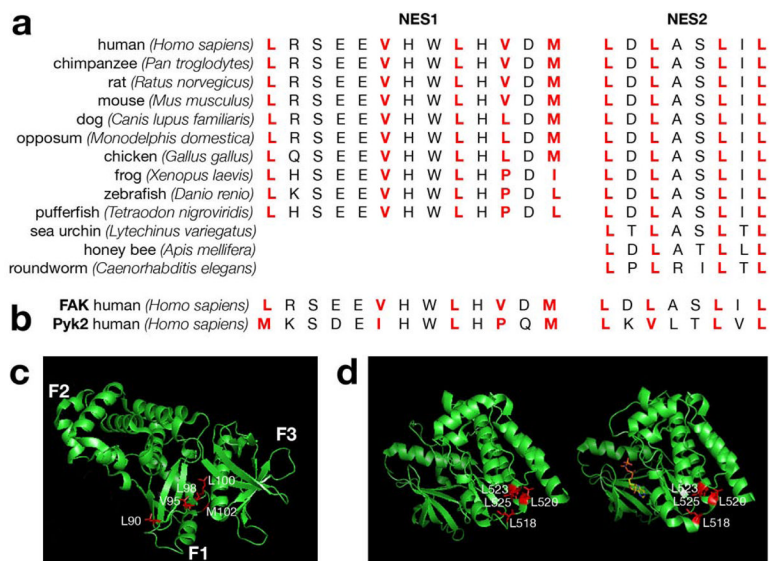 a NES1 NES2
human (Homo sapiens) L R S E E V H W L H V D M L D L A S L I L
chimpanzee (Pan troglodytes) L R S E E V H W L H V D M L D L A S L I L
rat (Ratus norvegicus) L R S E E V H W L H V D M L D L A S L I L
mouse (Mus musculus) L R S E E V H W L H V D M L D L A S L I L
dog (Canis lupus familiaris) L R S E E V H W L H L D M L D L A S L I L
opposum (Monodelphis domestica) L R S E E V H W L H L D M L D L A S L I L
chicken (Gallus gallus) L Q S E E V H W L H L D M L D L A S L I L
frog (Xenopus laevis) L H S E E V H W L H P D I L D L A S L I L
zebrafish (Danio renio) L K S E E V H W L H P D L L D L A S L I L
pufferfish (Tetraodon nigroviridis) L H S E E V H W L H P D L L D L A S L I L
sea urchin (Lytechinus variegatus) L T L A S L T L
honey bee (Apis mellifera) L D L A T L L L
roundworm (Caenorhabditis elegans) L P L R I L T L
b FAK human (Homo sapiens) L R S E E V H W L H V D M L D L A S L I L
Pyk2 human (Homo sapiens) M K S D E I H W L H P Q M L K V L T L V L
c
F2
F3
L98
L100
V95
M102
L90
F1
d
L523
L525
L520
L518
L523
L525
L520
L518